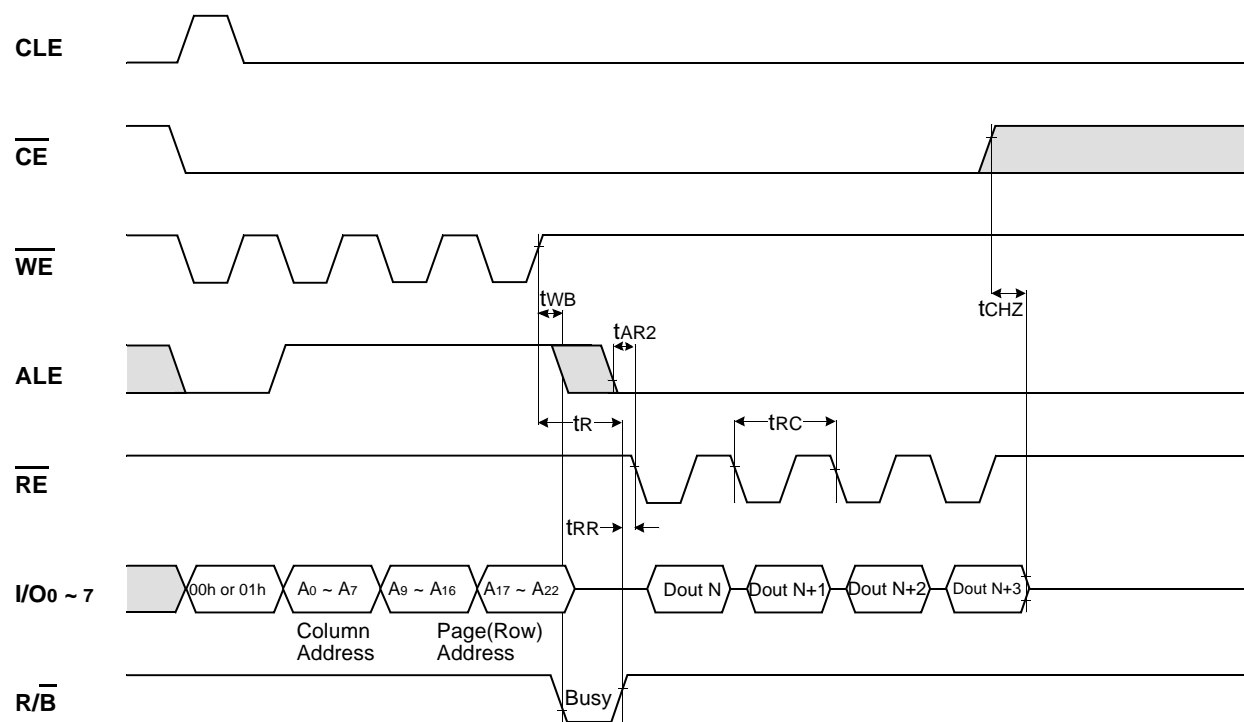 CLE
CE
WE
tWB
tCHZ
tAR2
ALE
tR
tRC
RE
tRR
I/O0 ~ 7
00h or 01h
A0 ~ A7
A9 ~ A16
A17 ~ A22
Dout N
Dout N+1
Dout N+2
Dout N+3
Column
Address
Page(Row)
Address
R/B
Busy